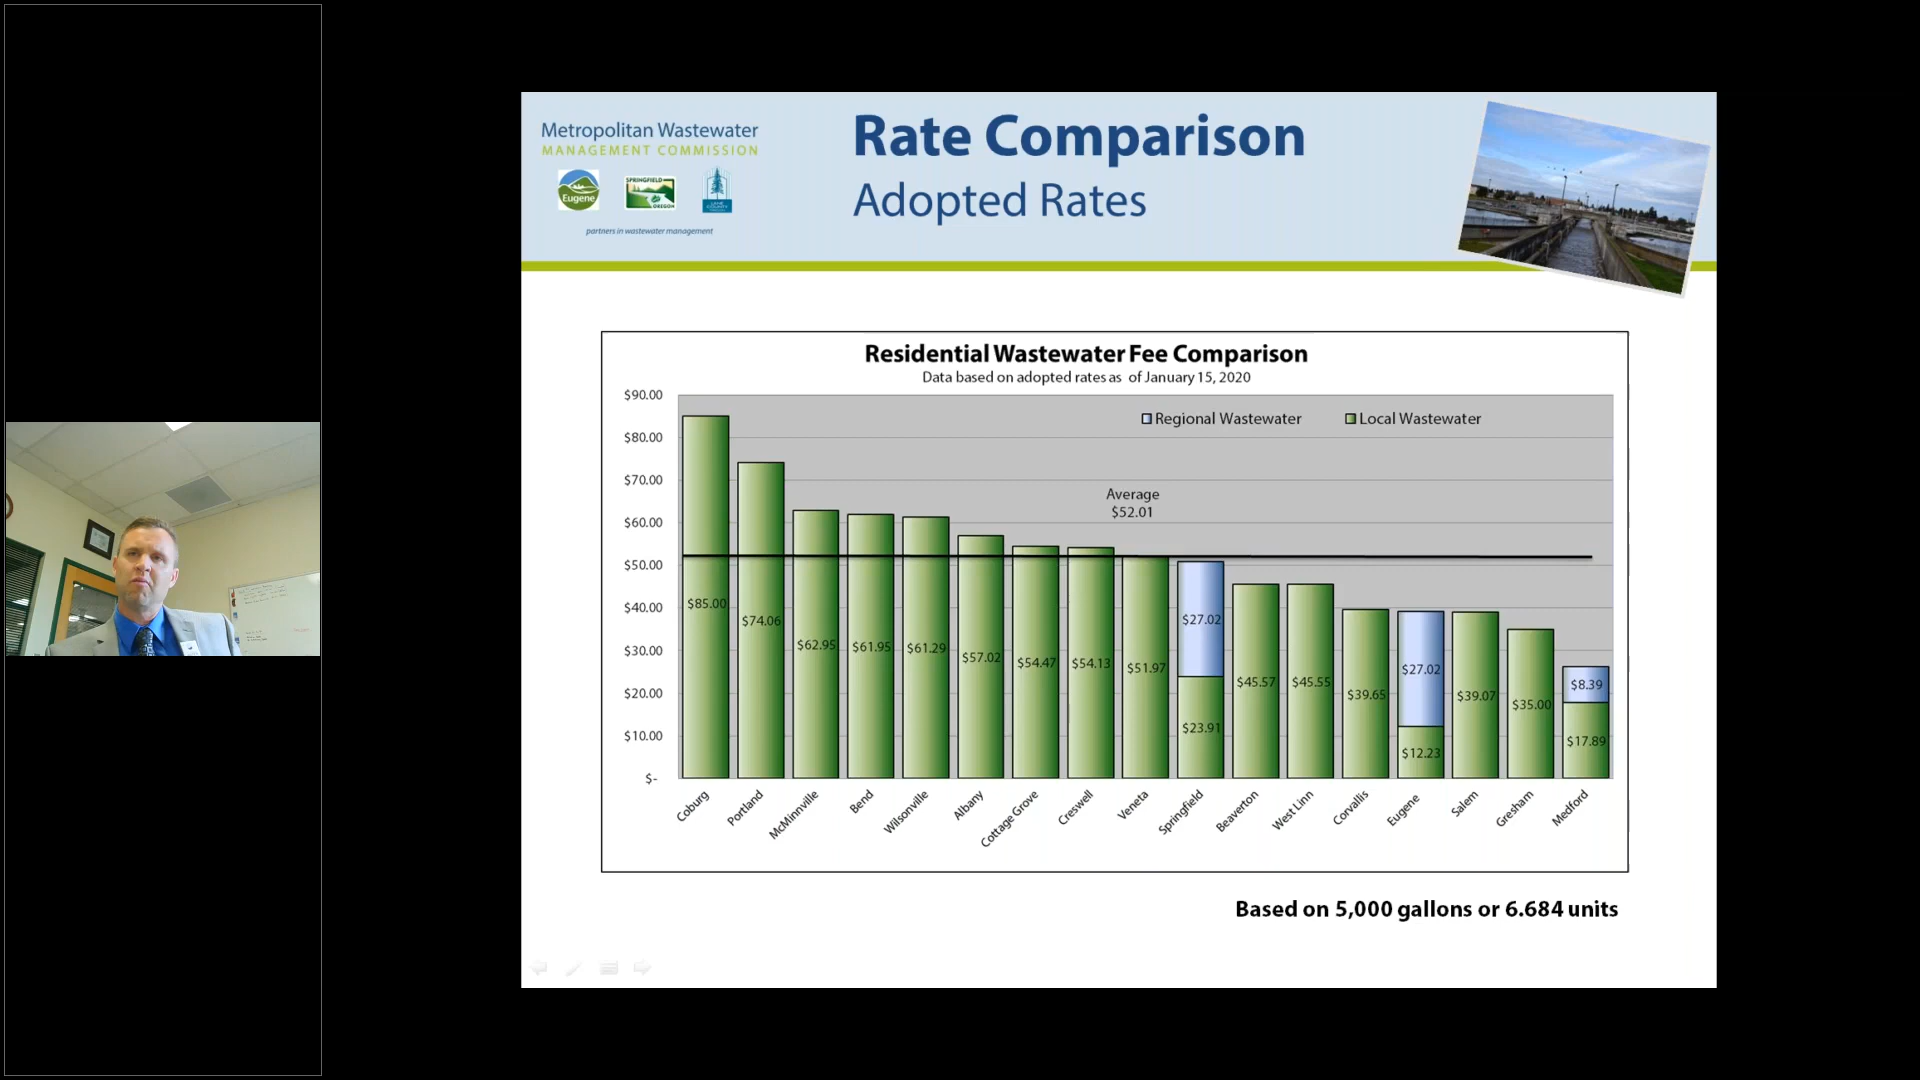 Metropolitan Wastewater
MANAGEMENT COMMISSION
Eugene
SPRINGFIELD
OREGON
LANE
COUNTY
partners in wastewater management
Rate Comparison
Adopted Rates
Residential Wastewater Fee Comparison
Data based on adopted rates as of January 15, 2020
$90.00
$80.00
$70.00
$60.00
$50.00
$40.00
$30.00
$20.00
$10.00
$-
Regional Wastewater
Local Wastewater
Average
$52.01
$85.00
$74.06
$62.95
$61.95
$61.29
$57.02
$54.47
$54.13
$51.97
$27.02
$23.91
$45.57
$45.55
$39.65
$27.02
$12.23
$39.07
$35.00
$8.39
$17.89
Coburg
Portland
McMinnville
Bend
Wilsonville
Albany
Cottage Grove
Creswell
Veneta
Springfield
Beaverton
West Linn
Corvallis
Eugene
Salem
Gresham
Medford
Based on 5,000 gallons or 6.684 units